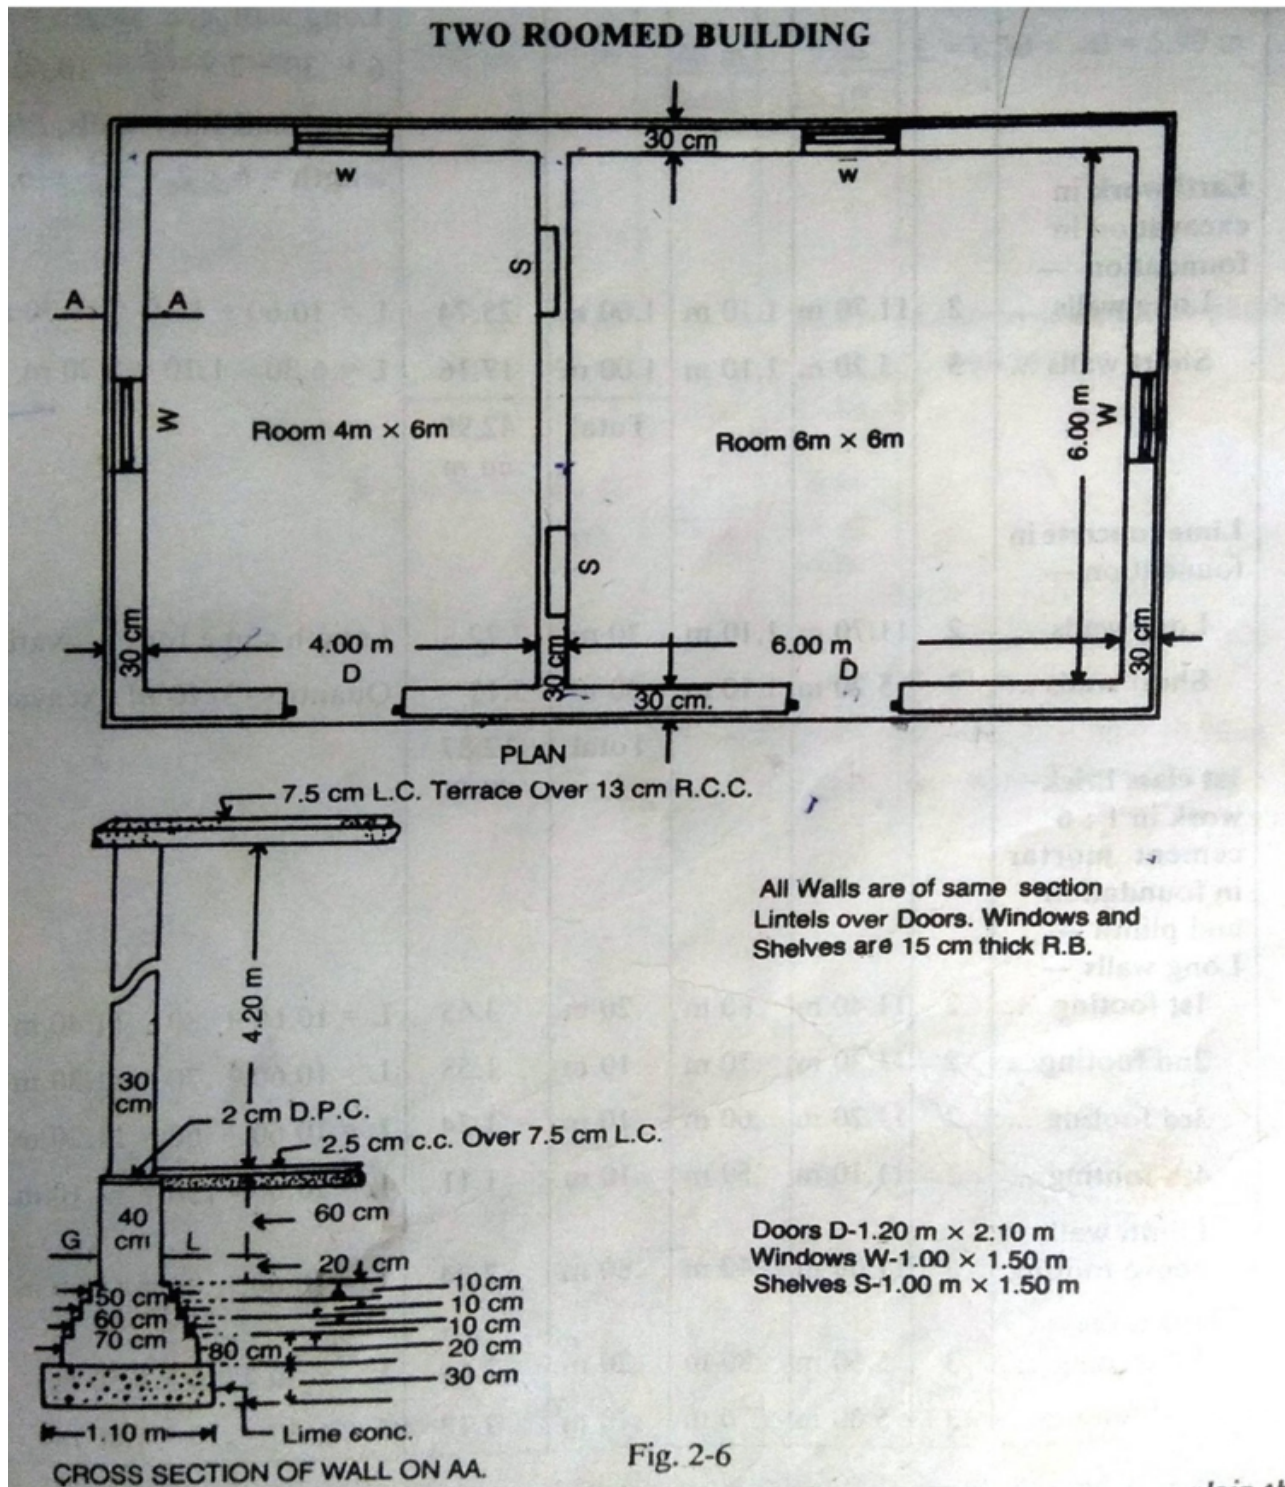 TWO ROOMED BUILDING
30 cm
W
W
S
A A
W
Room 4m × 6m
Room 6m × 6m
6.00 m
W
S
30 cm
4.00 m
D
30 cm
6.00 m
D
30 cm
30 cm.
PLAN
7.5 cm L.C. Terrace Over 13 cm R.C.C.
All Walls are of same section
Lintels over Doors. Windows and
Shelves are 15 cm thick R.B.
4.20 m
30
cm
2 cm D.P.C.
2.5 cm c.c. Over 7.5 cm L.C.
40
cm
60 cm
G L
20 cm
Doors D-1.20 m × 2.10 m
Windows W-1.00 × 1.50 m
Shelves S-1.00 m × 1.50 m
50 cm
10 cm
60 cm
10 cm
70 cm
10 cm
80 cm
20 cm
30 cm
1.10 m
Lime conc.
Fig. 2-6
CROSS SECTION OF WALL ON AA.